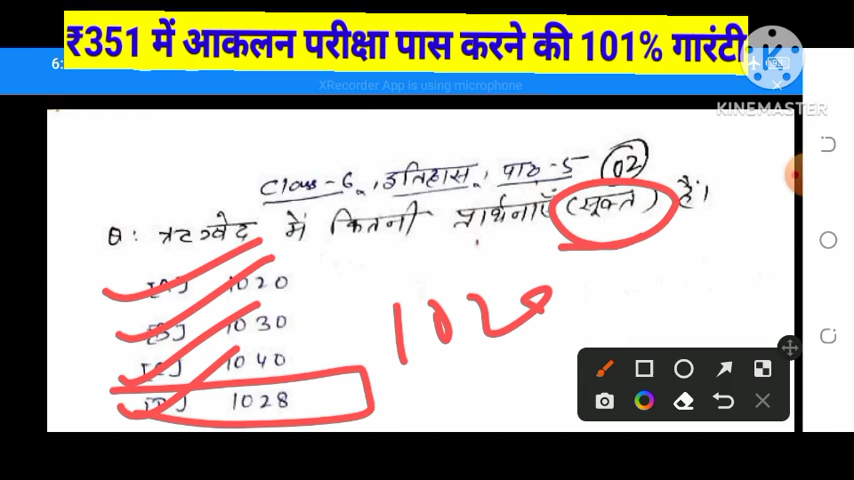 ₹351 में आकलन परीक्षा पास करने की 101% गारंटी
XRecorder App is using microphone
KINEMASTER
Class-6, इतिहास, पाठ-5 02
Q: ऋग्वेद में कितनी प्रार्थनाएँ (सूक्त) हैं।
[A] 1020
[B] 1030
[C] 1040
[D] 1028
1028